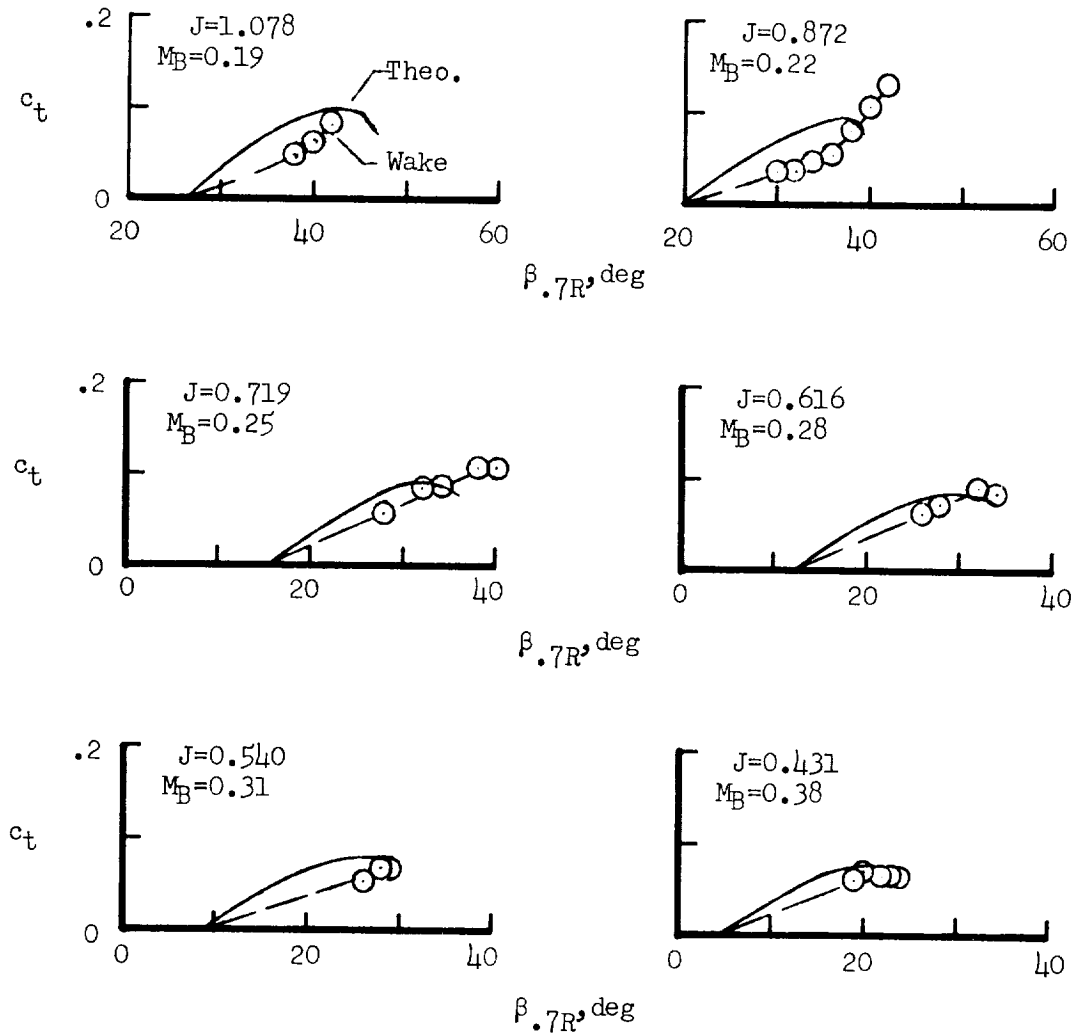 .2
J=1.078
M_B=0.19
Theo.
c_t
Wake
0
20
40
60
J=0.872
M_B=0.22
20
40
60
β.7R, deg
.2
J=0.719
M_B=0.25
c_t
0
0
20
40
J=0.616
M_B=0.28
0
20
40
β.7R, deg
.2
J=0.540
M_B=0.31
c_t
0
0
20
40
J=0.431
M_B=0.38
0
20
40
β.7R, deg